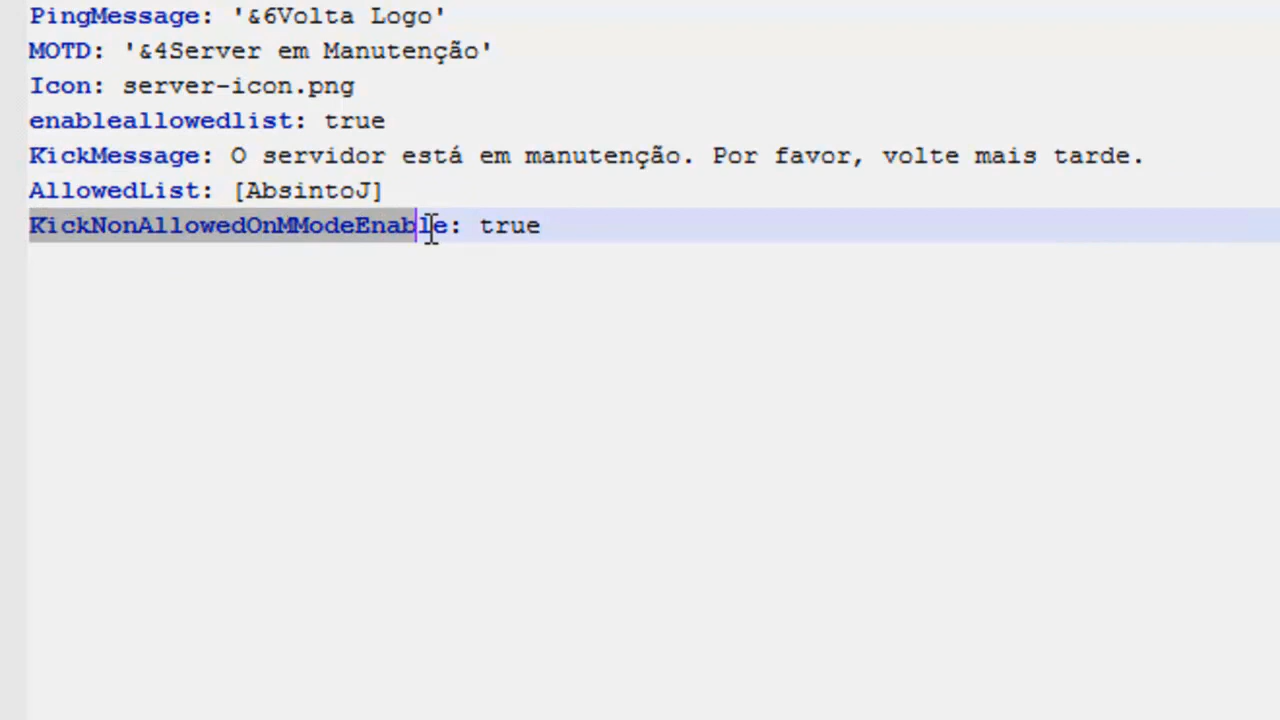 PingMessage: '&6Volta Logo'
MOTD: '&4Server em Manutenção'
Icon: server-icon.png
enableallowedlist: true
KickMessage: O servidor está em manutenção. Por favor, volte mais tarde.
AllowedList: [AbsintoJ]
KickNonAllowedOnMModeEnable: true